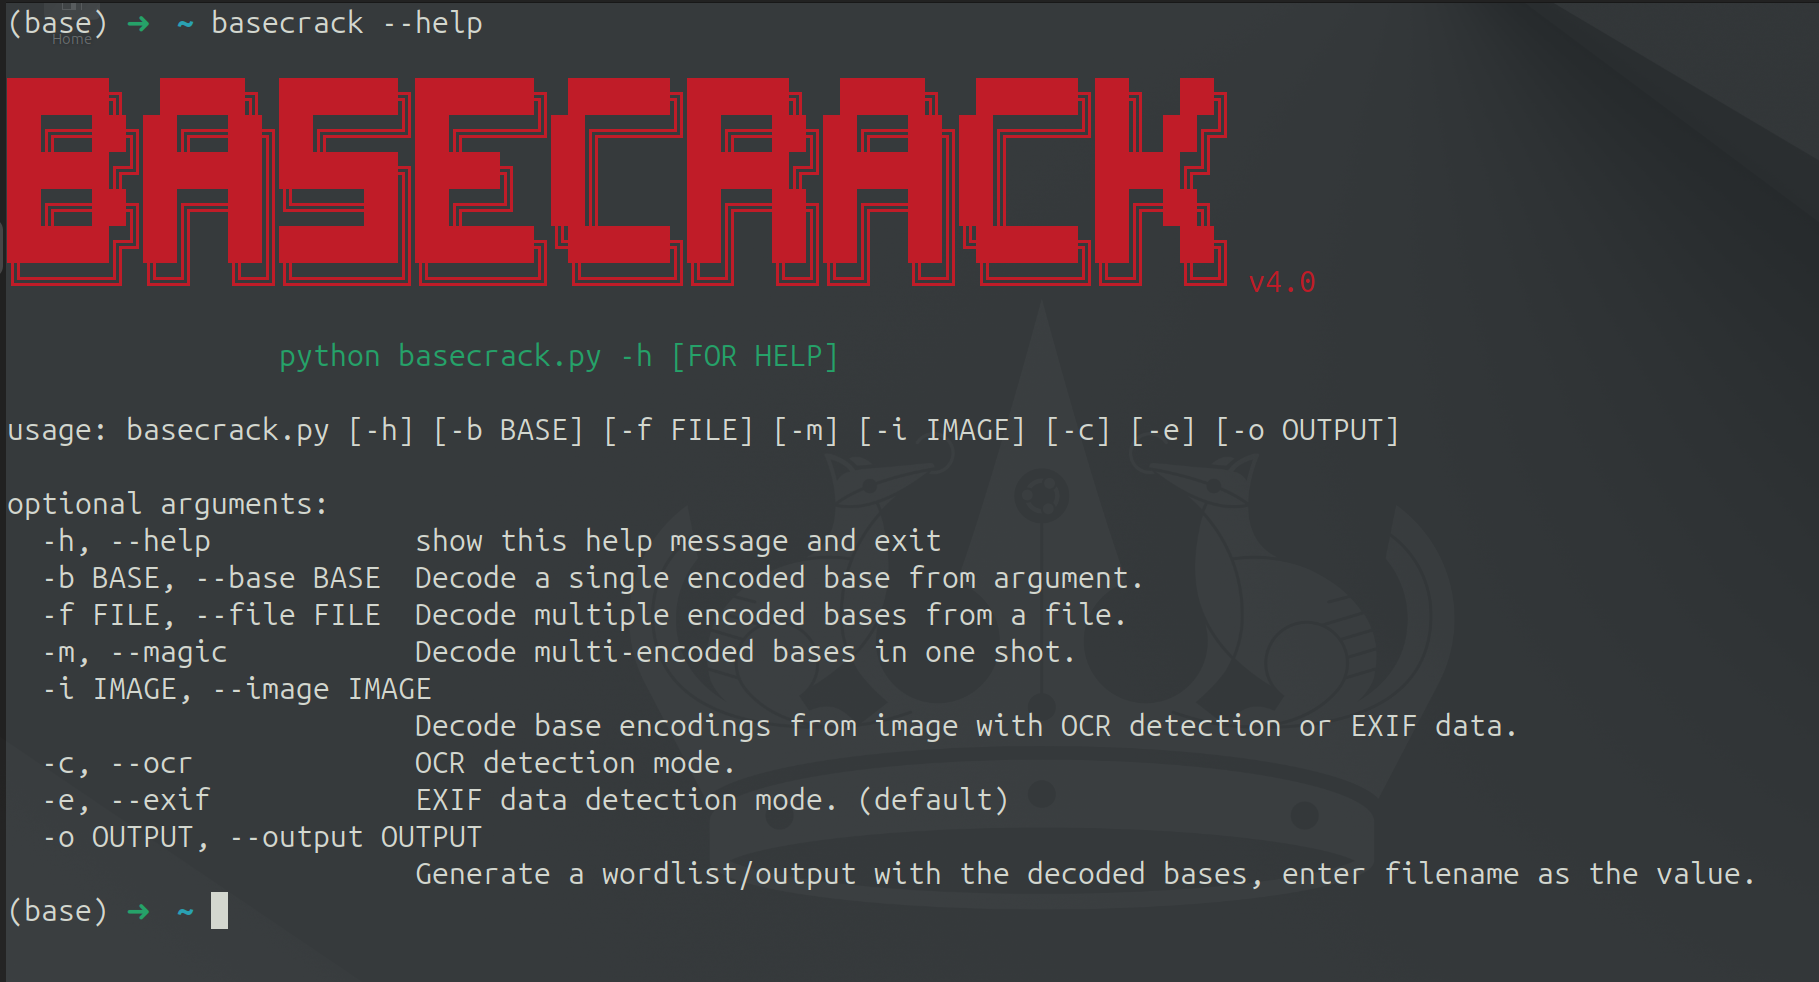 (base) ➜ ~ basecrack --help
Home
BASECRACK v4.0
python basecrack.py -h [FOR HELP]
usage: basecrack.py [-h] [-b BASE] [-f FILE] [-m] [-i IMAGE] [-c] [-e] [-o OUTPUT]
optional arguments:
-h, --help show this help message and exit
-b BASE, --base BASE Decode a single encoded base from argument.
-f FILE, --file FILE Decode multiple encoded bases from a file.
-m, --magic Decode multi-encoded bases in one shot.
-i IMAGE, --image IMAGE
Decode base encodings from image with OCR detection or EXIF data.
-c, --ocr OCR detection mode.
-e, --exif EXIF data detection mode. (default)
-o OUTPUT, --output OUTPUT
Generate a wordlist/output with the decoded bases, enter filename as the value.
(base) ➜ ~